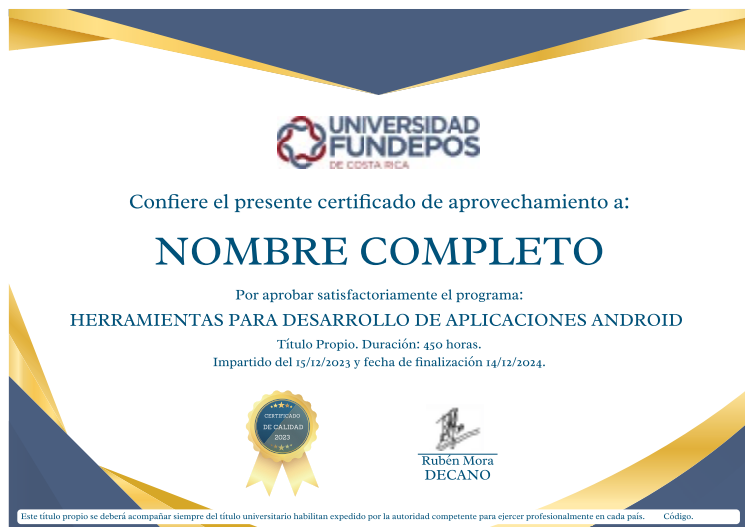 UNIVERSIDAD
FUNDEPOS
DE COSTA RICA
Confiere el presente certificado de aprovechamiento a:
NOMBRE COMPLETO
Por aprobar satisfactoriamente el programa:
HERRAMIENTAS PARA DESARROLLO DE APLICACIONES ANDROID
Título Propio. Duración: 450 horas.
Impartido del 15/12/2023 y fecha de finalización 14/12/2024.
CERTIFICADO
DE CALIDAD
2023
Rubén Mora
DECANO
Este título propio se deberá acompañar siempre del título universitario habilitan expedido por la autoridad competente para ejercer profesionalmente en cada país. Código.